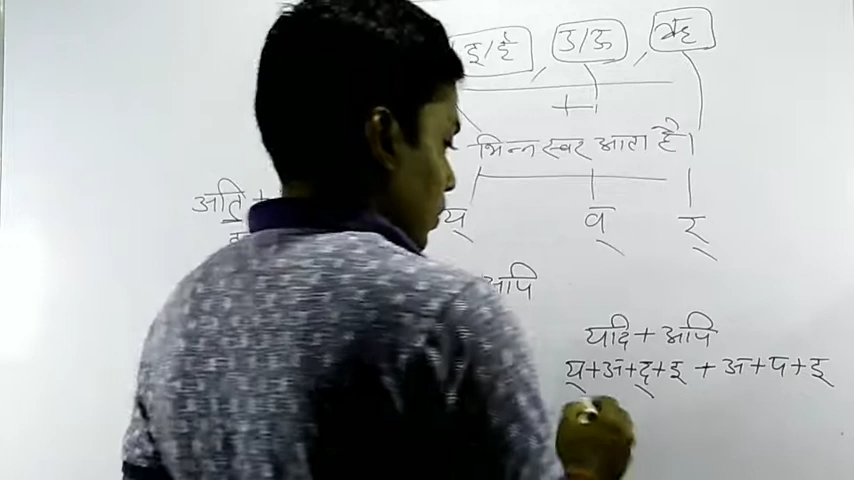 इ/ई , उ/ऊ , ऋ
+
भिन्न स्वर आता है।
य् व् र्
अति +
अपि
यदि + अपि
य्+अ+द्+इ + अ+प+इ